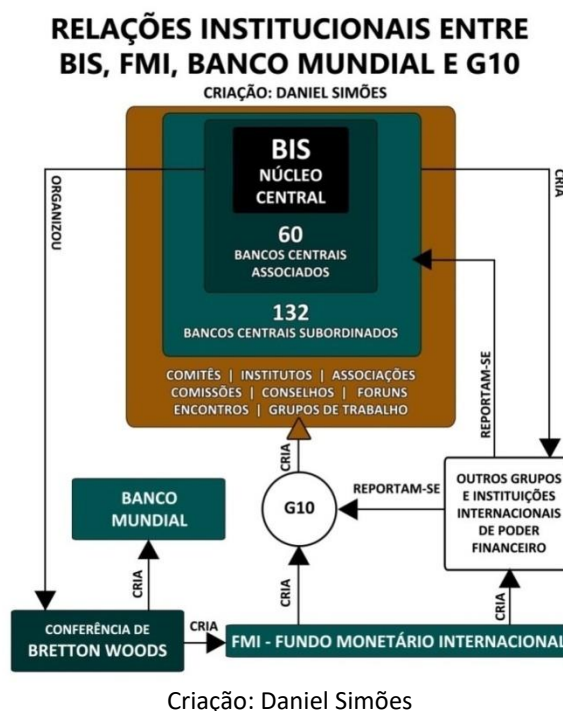 RELAÇÕES INSTITUCIONAIS ENTRE
BIS, FMI, BANCO MUNDIAL E G10
CRIAÇÃO: DANIEL SIMÕES
BIS
NÚCLEO
CENTRAL
60
BANCOS CENTRAIS
ASSOCIADOS
132
BANCOS CENTRAIS SUBORDINADOS
COMITÊS | INSTITUTOS | ASSOCIAÇÕES
COMISSÕES | CONSELHOS | FORUNS
ENCONTROS | GRUPOS DE TRABALHO
ORGANIZOU
CRIA
REPORTAM-SE
CRIA
BANCO
MUNDIAL
G10
REPORTAM-SE
OUTROS GRUPOS
E INSTITUIÇÕES
INTERNACIONAIS
DE PODER
FINANCEIRO
CRIA
CRIA
CRIA
CONFERÊNCIA DE
BRETTON WOODS
CRIA
FMI - FUNDO MONETÁRIO INTERNACIONAL
Criação: Daniel Simões